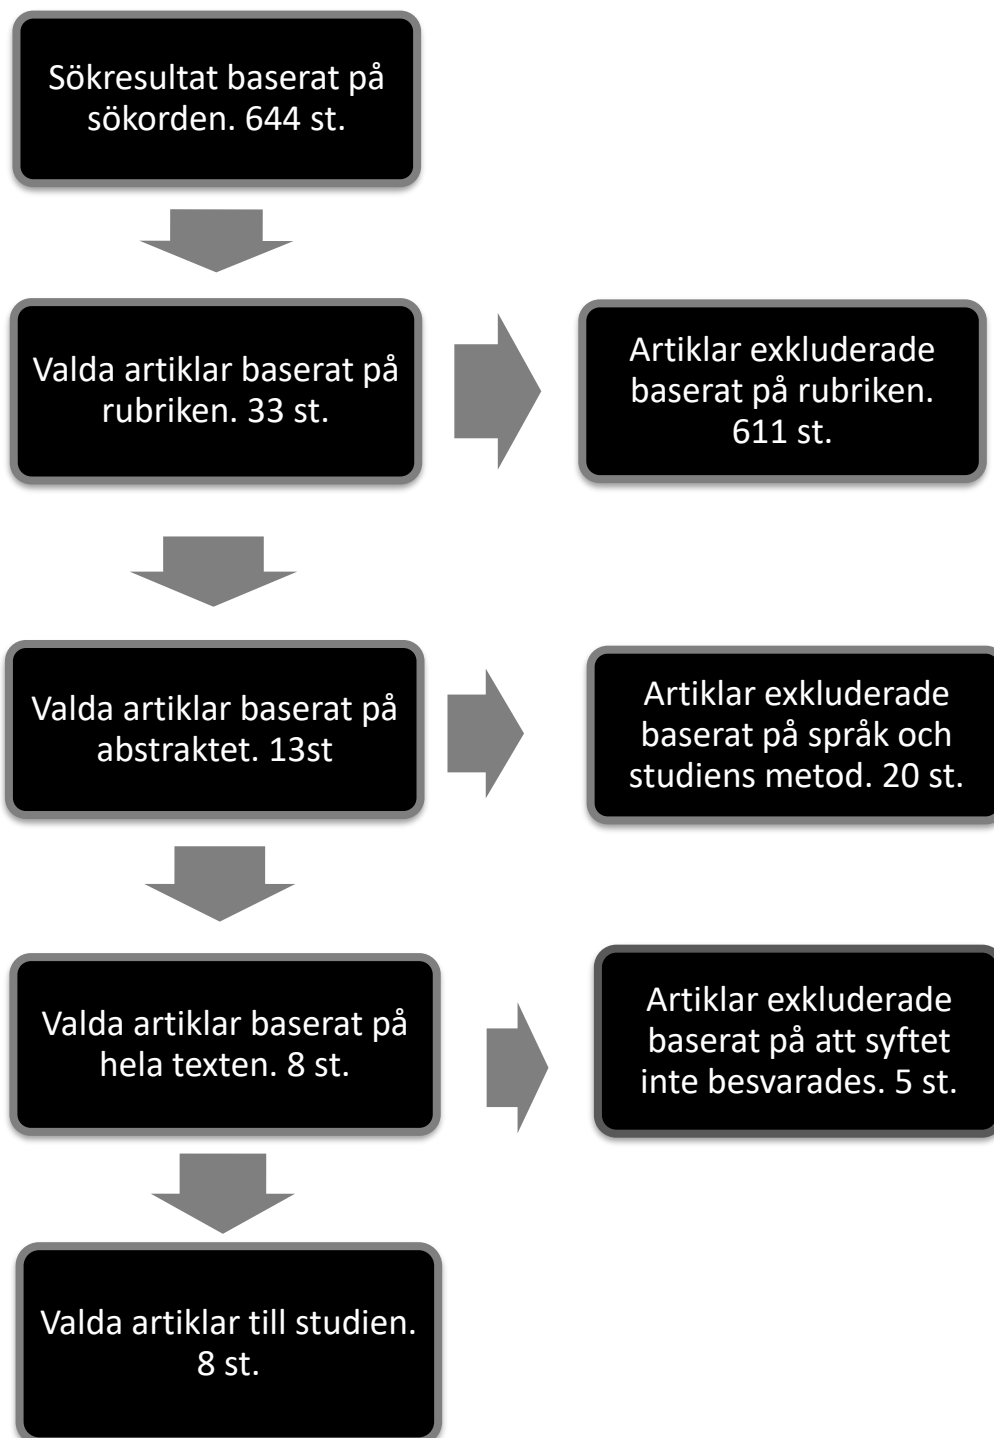 Sökresultat baserat på
sökorden. 644 st.
Valda artiklar baserat på
rubriken. 33 st.
Artiklar exkluderade
baserat på rubriken.
611 st.
Valda artiklar baserat på
abstraktet. 13st
Artiklar exkluderade
baserat på språk och
studiens metod. 20 st.
Valda artiklar baserat på
hela texten. 8 st.
Artiklar exkluderade
baserat på att syftet
inte besvarades. 5 st.
Valda artiklar till studien.
8 st.